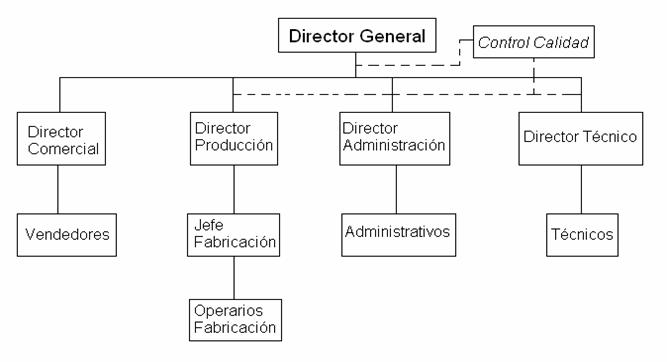 Director General
Control Calidad
Director
Comercial
Director
Producción
Director
Administración
Director Técnico
Vendedores
Jefe
Fabricación
Administrativos
Técnicos
Operarios
Fabricación